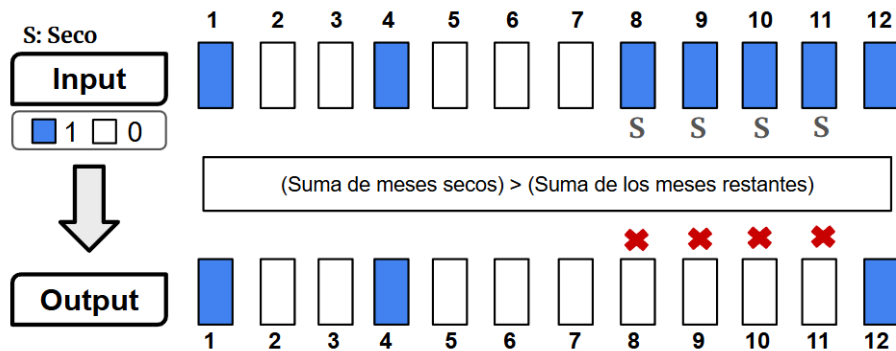 1 2 3 4 5 6 7 8 9 10 11 12
S: Seco
Input
1 0
S S S S
(Suma de meses secos) > (Suma de los meses restantes)
Output
1 2 3 4 5 6 7 8 9 10 11 12